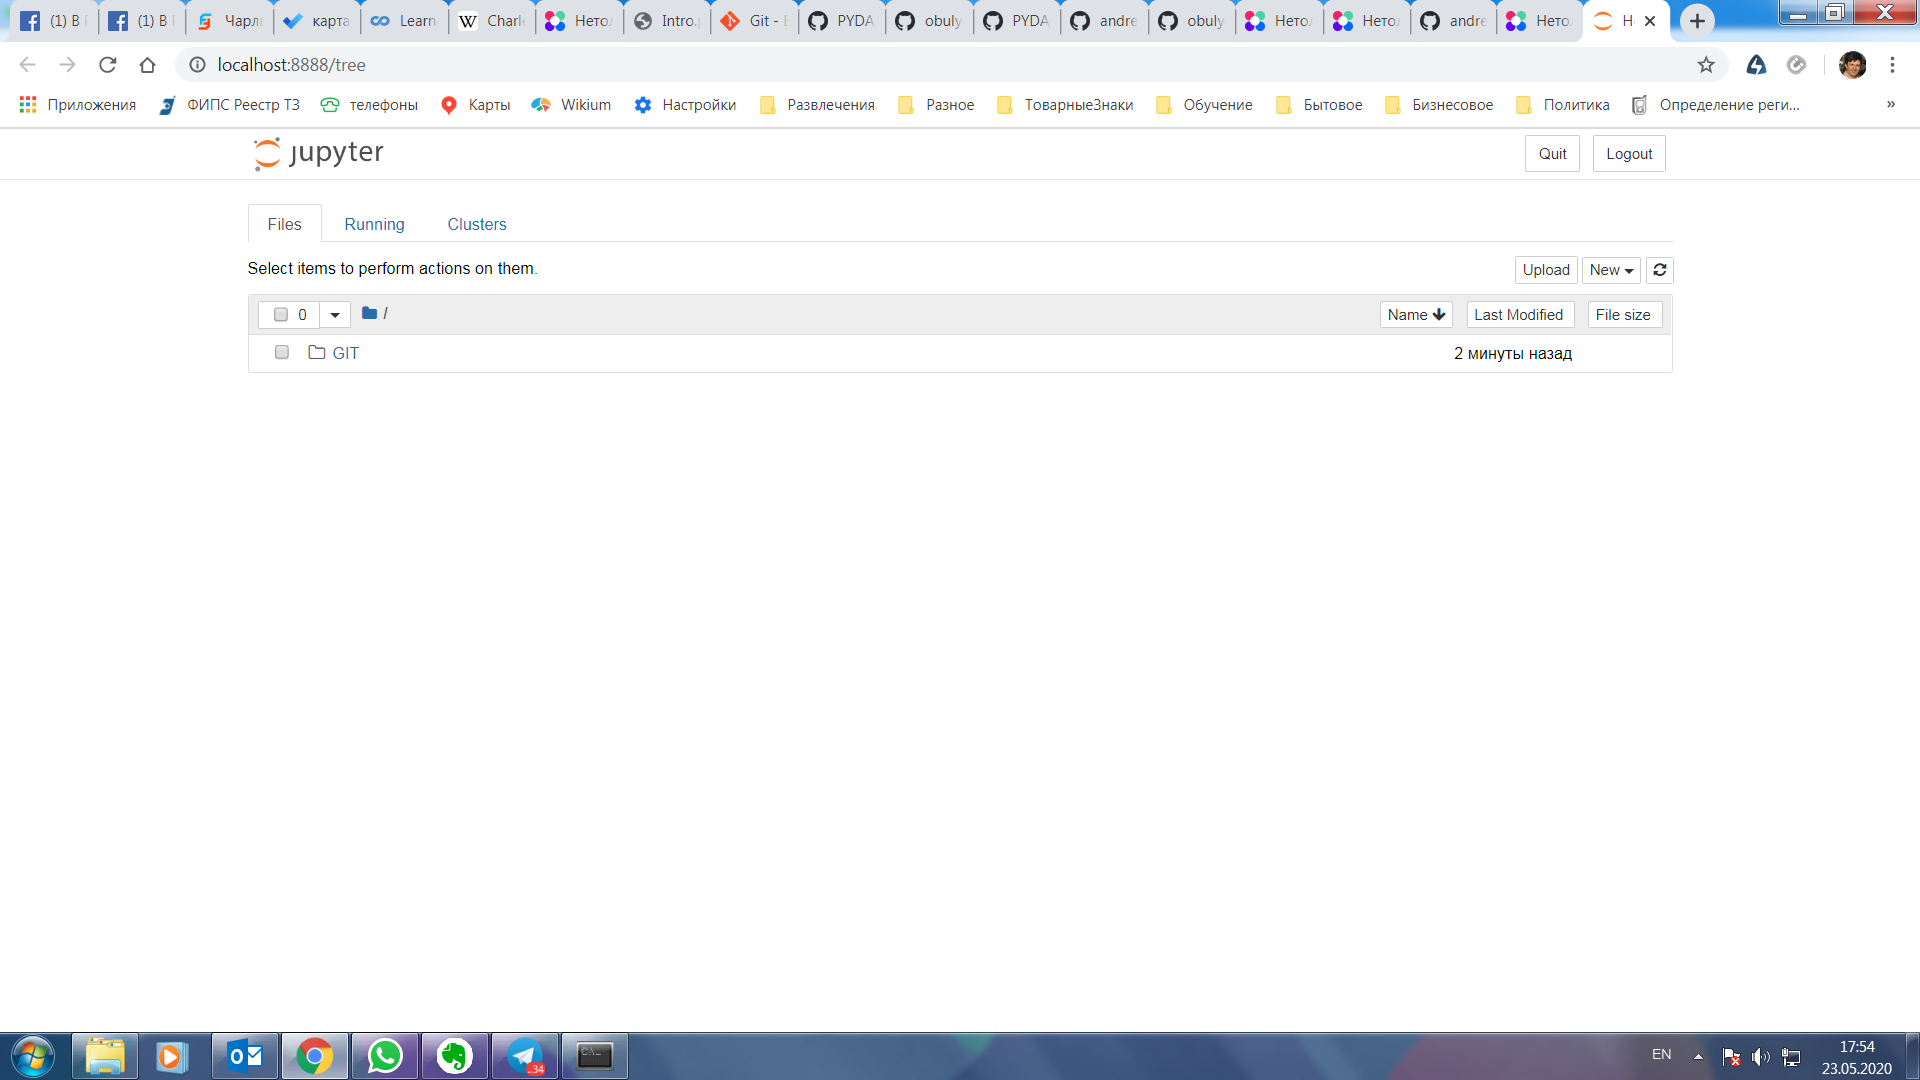 (1) В
(1) В
Чарл
карта
Learn
Charl
Нето
Intro.
Git -
PYDA
obuly
PYDA
andre
obuly
Нето
Нето
andre
Нето
localhost:8888/tree
Приложения
ФИПС Реестр ТЗ
телефоны
Карты
Wikium
Настройки
Развлечения
Разное
ТоварныеЗнаки
Обучение
Бытовое
Бизнесовое
Политика
Определение реги...
»
jupyter
Quit
Logout
Files
Running
Clusters
Select items to perform actions on them.
Upload
New
0
/
Name
Last Modified
File size
GIT
2 минуты назад
..34
EN
17:54
23.05.2020